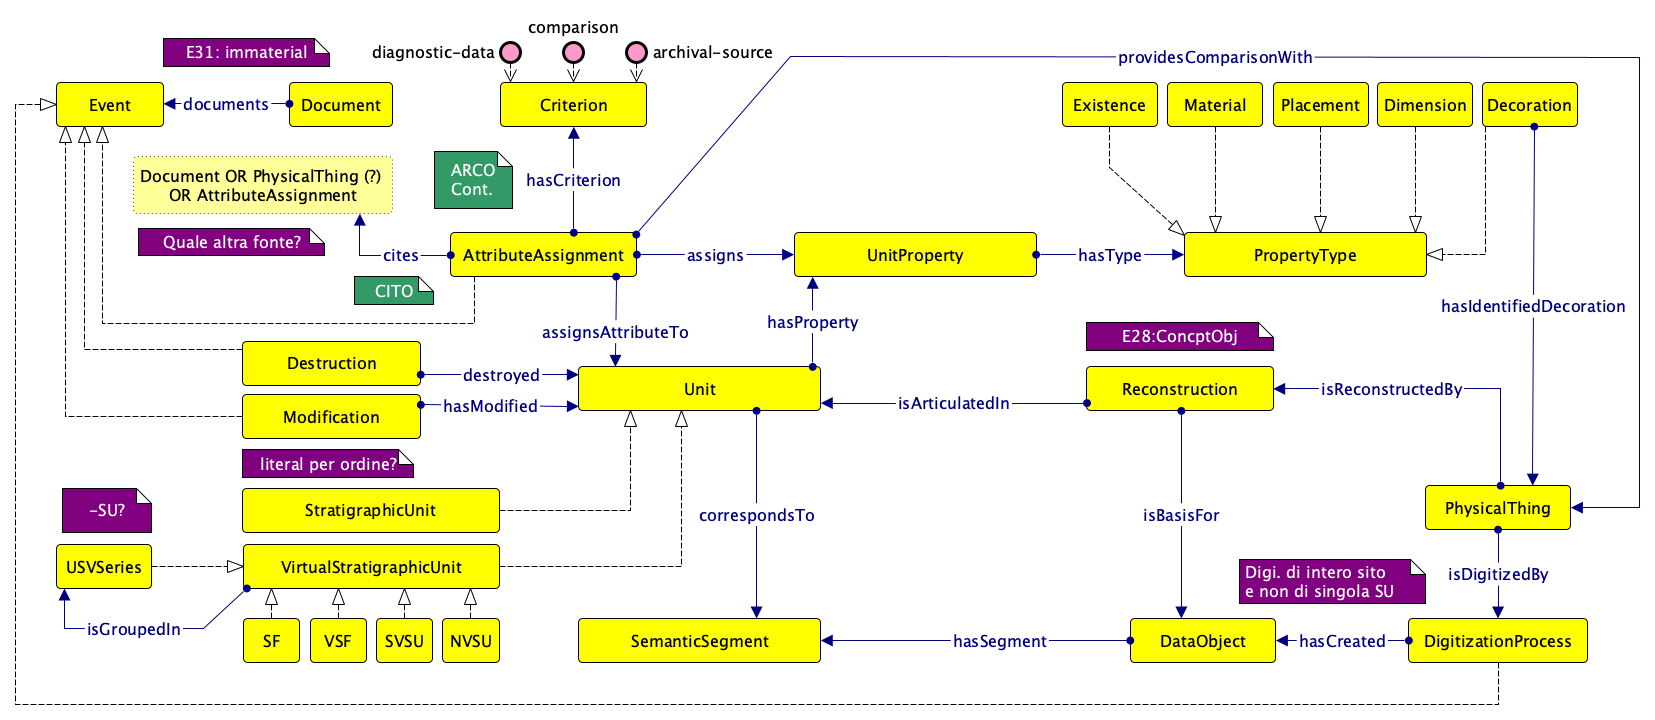 comparison
E31: immaterial
diagnostic-data
archival-source
providesComparisonWith
Event
documents
Document
Criterion
Existence
Material
Placement
Dimension
Decoration
Document OR PhysicalThing (?)
OR AttributeAssignment
ARCO
Cont.
hasCriterion
Quale altra fonte?
cites
AttributeAssignment
assigns
UnitProperty
hasType
PropertyType
CITO
hasIdentifiedDecoration
assignsAttributeTo
hasProperty
E28:ConcptObj
Destruction
destroyed
Unit
Reconstruction
isReconstructedBy
Modification
hasModified
isArticulatedIn
literal per ordine?
-SU?
StratigraphicUnit
correspondsTo
isBasisFor
PhysicalThing
USVSeries
VirtualStratigraphicUnit
Digi. di intero sito
e non di singola SU
isDigitizedBy
isGroupedIn
SF
VSF
SVSU
NVSU
SemanticSegment
hasSegment
DataObject
hasCreated
DigitizationProcess